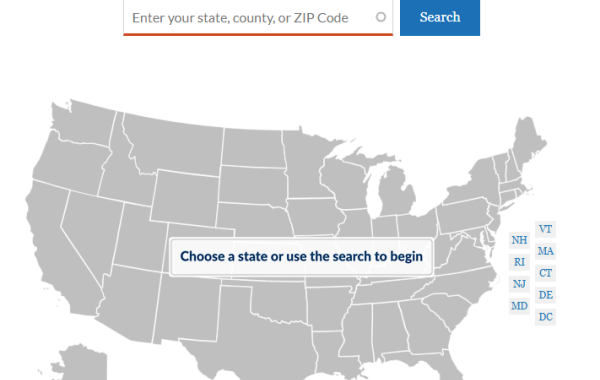 Enter your state, county, or ZIP Code
Search
Choose a state or use the search to begin
VT
NH
MA
RI
CT
NJ
DE
MD
DC